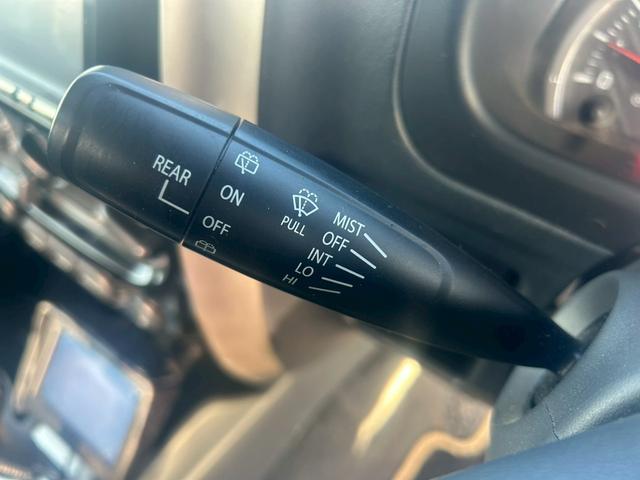 REAR
ON
OFF
PULL
MIST
OFF
INT
LO
HI